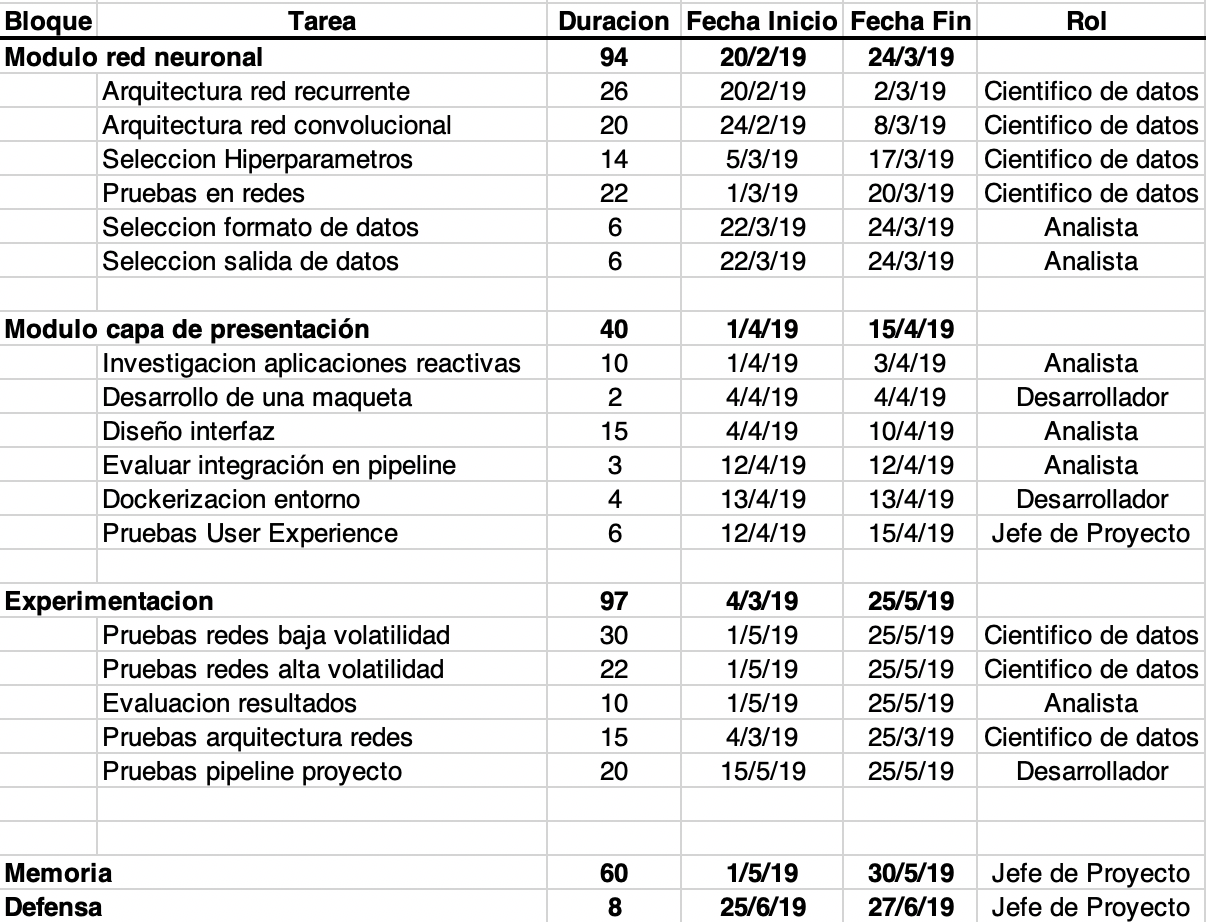 Bloque Tarea Duracion Fecha Inicio Fecha Fin Rol
Modulo red neuronal 94 20/2/19 24/3/19
Arquitectura red recurrente 26 20/2/19 2/3/19 Cientifico de datos
Arquitectura red convolucional 20 24/2/19 8/3/19 Cientifico de datos
Seleccion Hiperparametros 14 5/3/19 17/3/19 Cientifico de datos
Pruebas en redes 22 1/3/19 20/3/19 Cientifico de datos
Seleccion formato de datos 6 22/3/19 24/3/19 Analista
Seleccion salida de datos 6 22/3/19 24/3/19 Analista
Modulo capa de presentación 40 1/4/19 15/4/19
Investigacion aplicaciones reactivas 10 1/4/19 3/4/19 Analista
Desarrollo de una maqueta 2 4/4/19 4/4/19 Desarrollador
Diseño interfaz 15 4/4/19 10/4/19 Analista
Evaluar integración en pipeline 3 12/4/19 12/4/19 Analista
Dockerizacion entorno 4 13/4/19 13/4/19 Desarrollador
Pruebas User Experience 6 12/4/19 15/4/19 Jefe de Proyecto
Experimentacion 97 4/3/19 25/5/19
Pruebas redes baja volatilidad 30 1/5/19 25/5/19 Cientifico de datos
Pruebas redes alta volatilidad 22 1/5/19 25/5/19 Cientifico de datos
Evaluacion resultados 10 1/5/19 25/5/19 Analista
Pruebas arquitectura redes 15 4/3/19 25/3/19 Cientifico de datos
Pruebas pipeline proyecto 20 15/5/19 25/5/19 Desarrollador
Memoria 60 1/5/19 30/5/19 Jefe de Proyecto
Defensa 8 25/6/19 27/6/19 Jefe de Proyecto